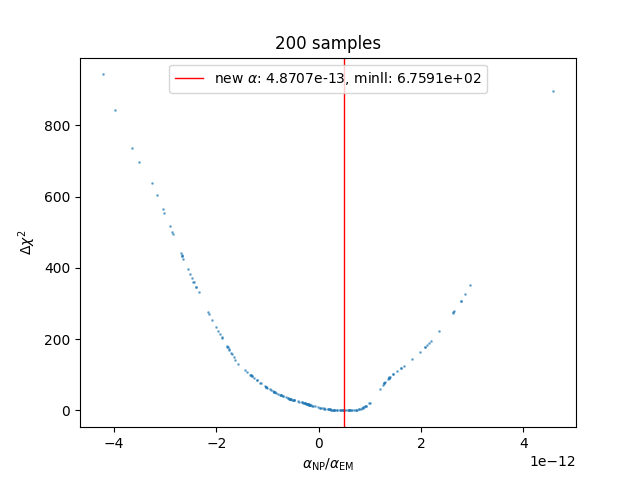 200 samples
new α: 4.8707e-13, minll: 6.7591e+02
Δχ²
800
600
400
200
0
−4
−2
0
2
4
1e−12
α_NP/α_EM